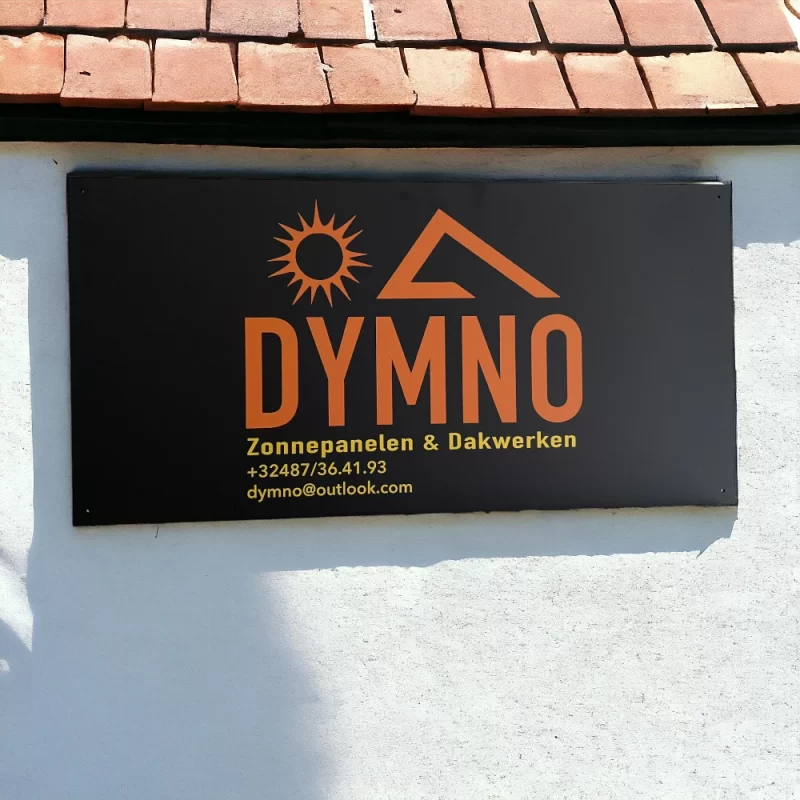 DYMNO
Zonnepanelen & Dakwerken
+32487/36.41.93
dymno@outlook.com